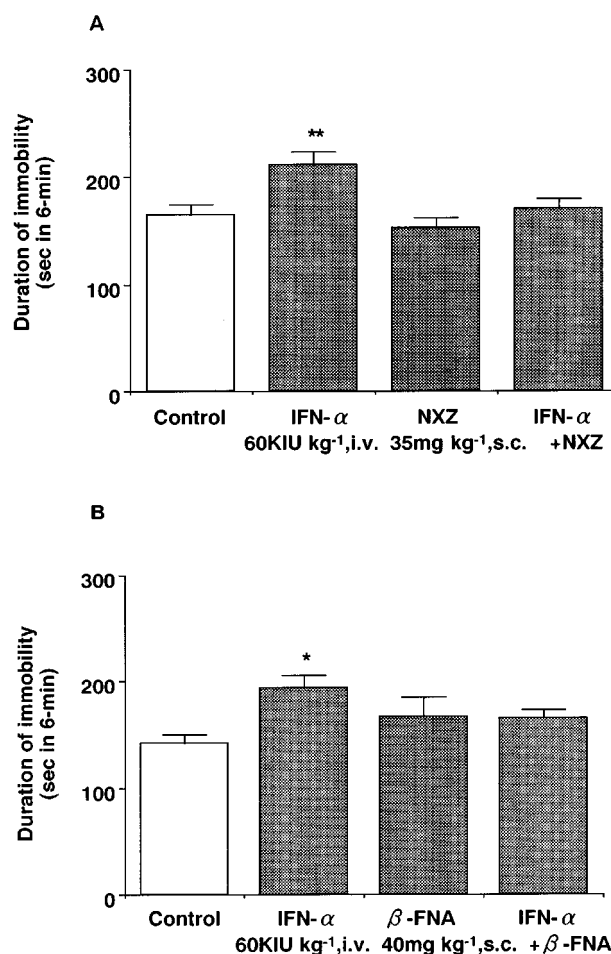 A
Duration of immobility
(sec in 6-min)
300
200
100
0
**
Control IFN-α NXZ IFN-α
60KIU kg-1,i.v. 35mg kg-1,s.c. +NXZ
B
Duration of immobility
(sec in 6-min)
300
200
100
0
*
Control IFN-α β-FNA IFN-α
60KIU kg-1,i.v. 40mg kg-1,s.c. +β-FNA